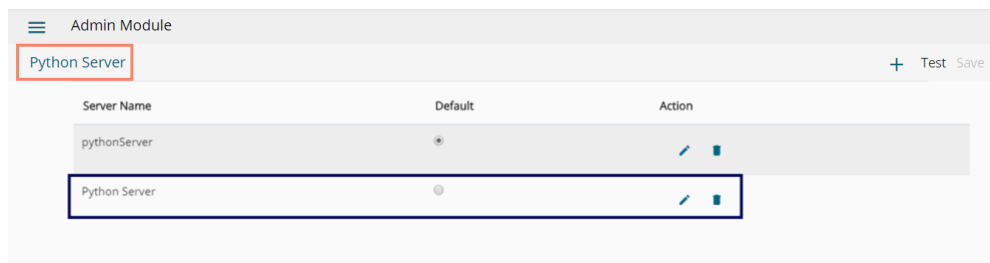 Admin Module
Python Server
Test Save
Server Name Default Action
pythonServer
Python Server